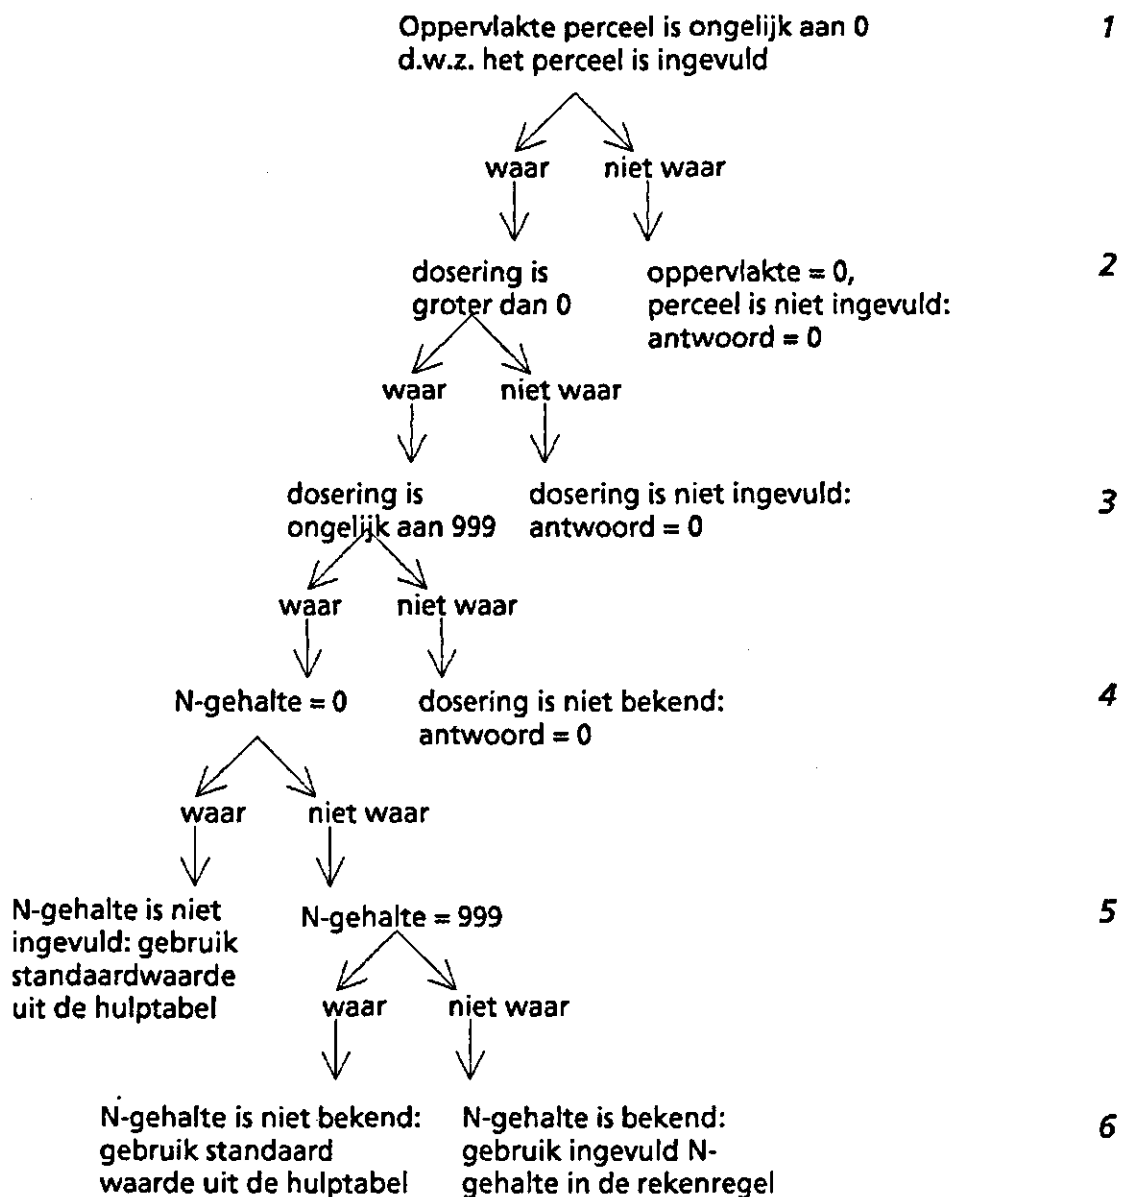 Oppervlakte perceel is ongelijk aan 0 1
d.w.z. het perceel is ingevuld
waar niet waar
dosering is
groter dan 0
oppervlakte = 0,
perceel is niet ingevuld:
antwoord = 0
2
waar niet waar
dosering is
ongelijk aan 999
dosering is niet ingevuld:
antwoord = 0
3
waar niet waar
N-gehalte = 0
dosering is niet bekend:
antwoord = 0
4
waar niet waar
N-gehalte is niet
ingevuld: gebruik
standaardwaarde
uit de hulptabel
N-gehalte = 999
5
waar niet waar
N-gehalte is niet bekend:
gebruik standaard
waarde uit de hulptabel
N-gehalte is bekend:
gebruik ingevuld N-
gehalte in de rekenregel
6